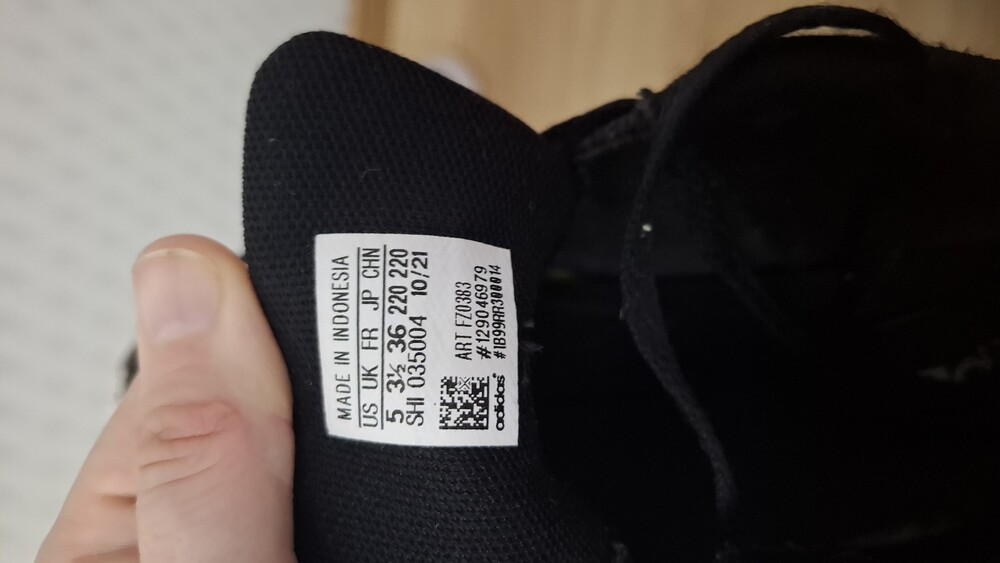 MADE IN INDONESIA
US UK FR JP CHN
5 3½ 36 220 220
SHI 035004 10/21
ART FZ0383
#129046979
#1B99RR300014
adidas®